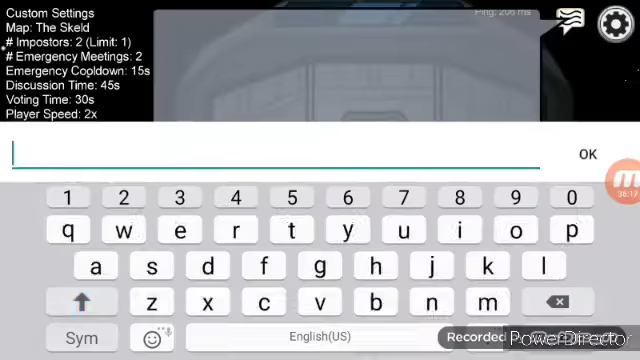 Custom Settings
Ping: 206 ms
Map: The Skeld
# Impostors: 2 (Limit: 1)
# Emergency Meetings: 2
Emergency Cooldown: 15s
Discussion Time: 45s
Voting Time: 30s
Player Speed: 2x
OK
1 2 3 4 5 6 7 8 9 0
q w e r t y u i o p
a s d f g h j k l
z x c v b n m
Sym English(US)
Recorded
PowerDirector